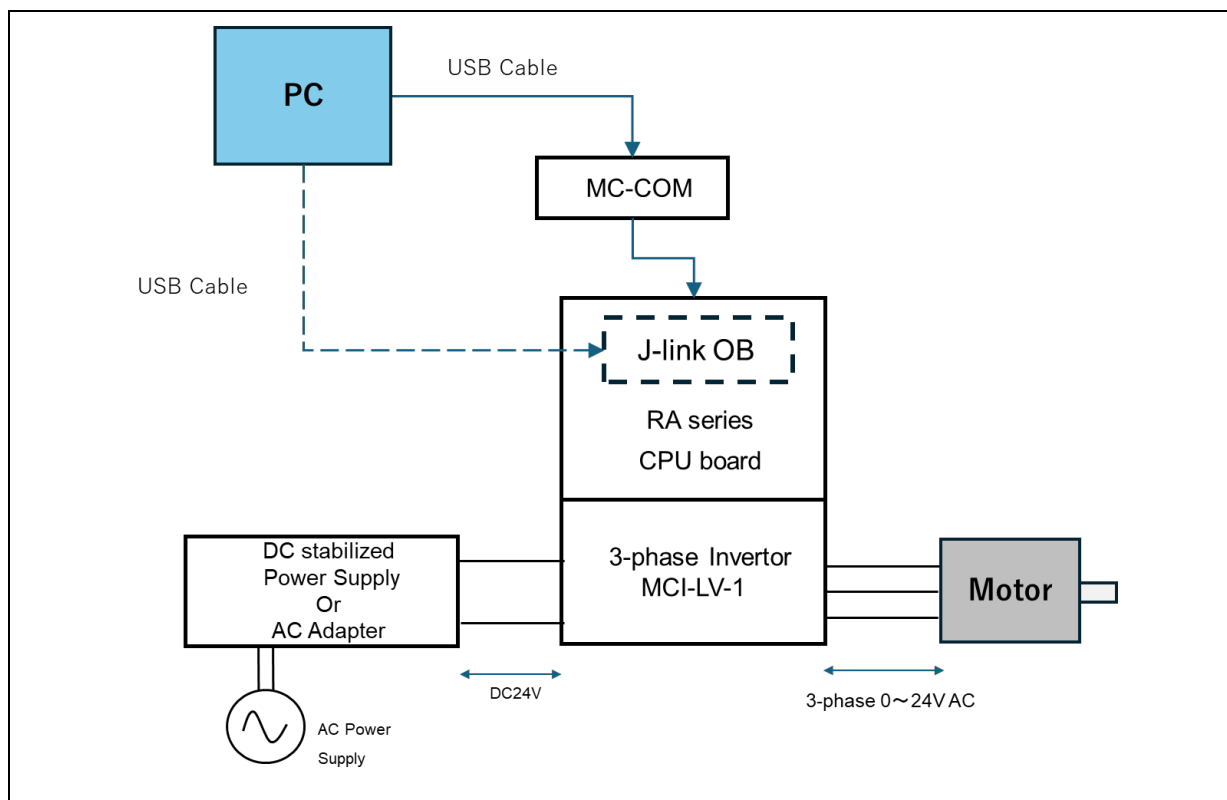 USB Cable
PC
MC-COM
USB Cable
J-link OB
RA series
CPU board
DC stabilized
Power Supply
Or
AC Adapter
3-phase Invertor
MCI-LV-1
Motor
DC24V
3-phase 0～24V AC
AC Power
Supply